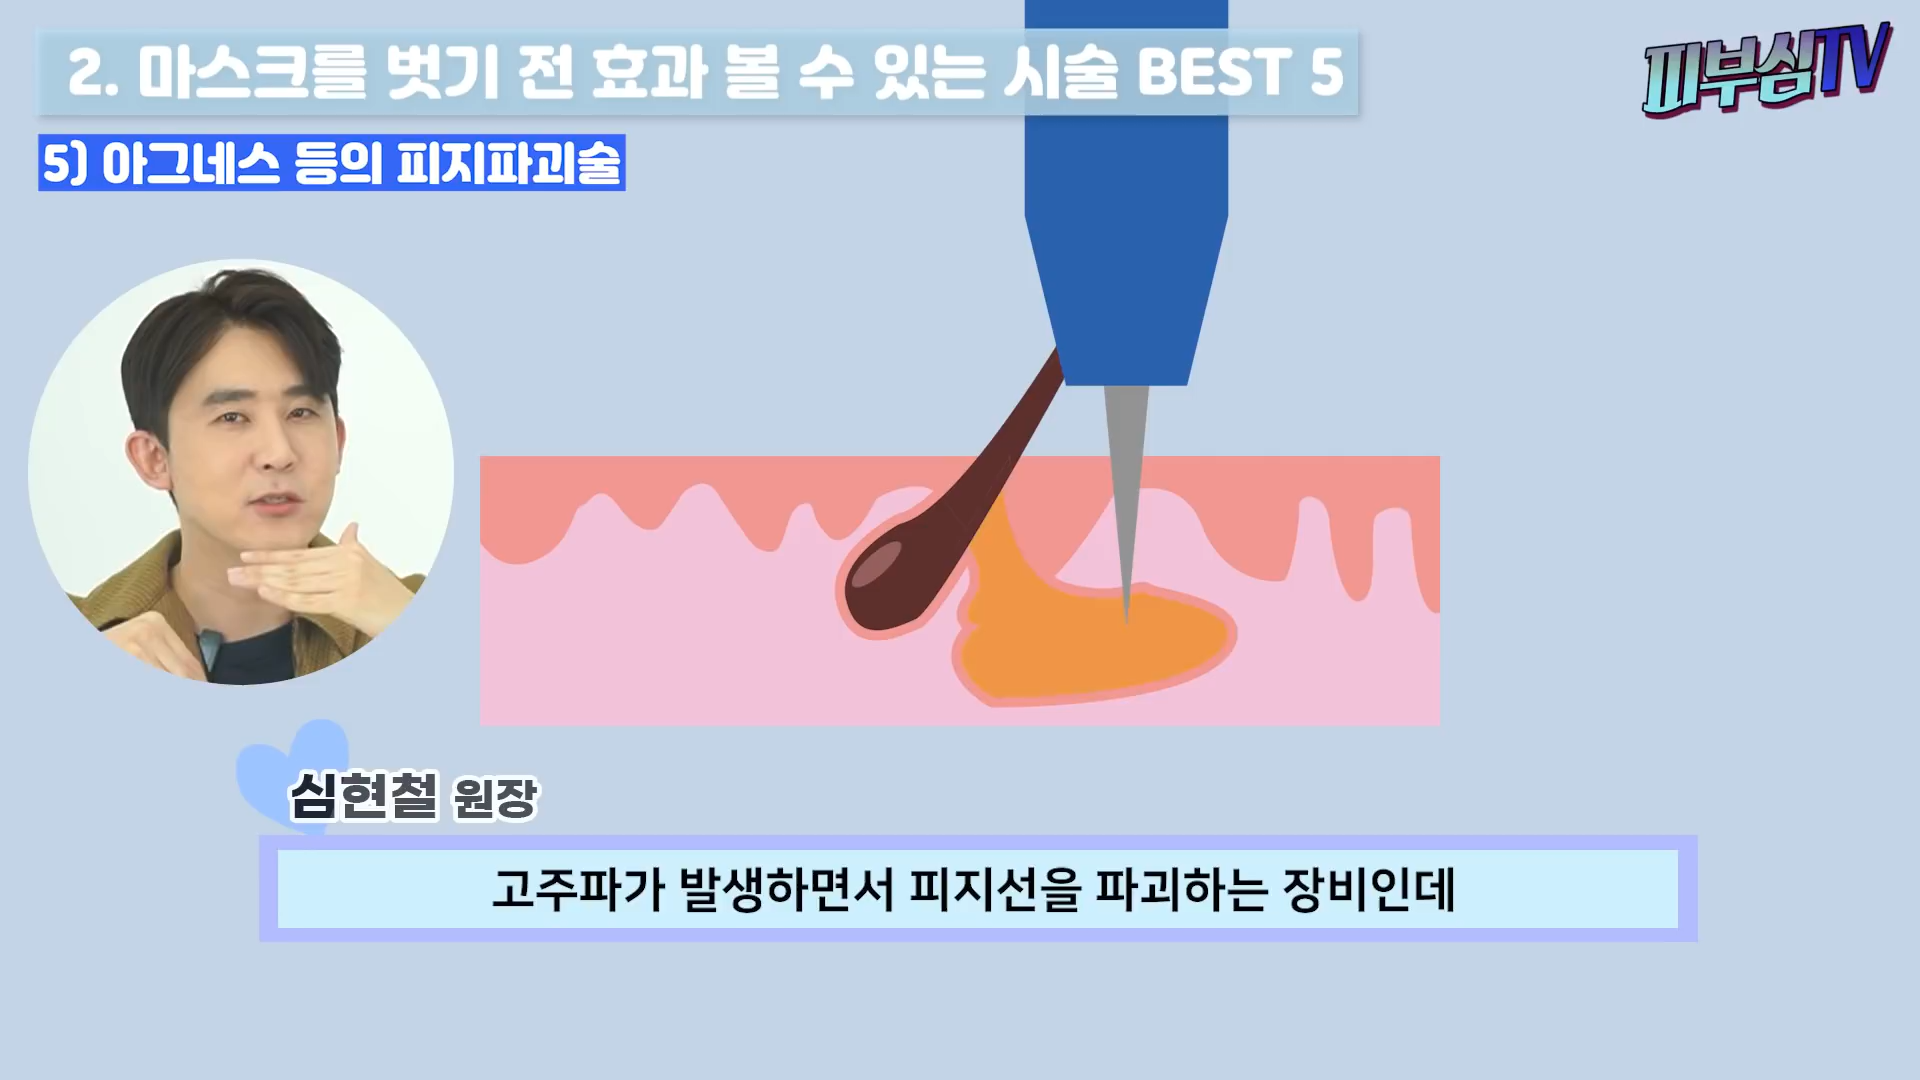 2. 마스크를 벗기 전 효과 볼 수 있는 시술 BEST 5
피부심TV
5) 아그네스 등의 피지파괴술
심현철 원장
고주파가 발생하면서 피지선을 파괴하는 장비인데